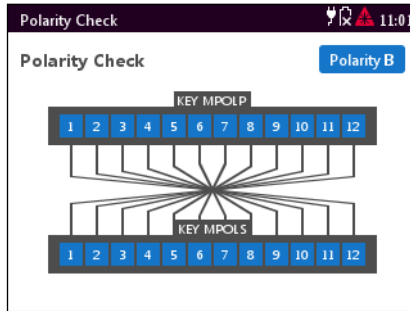 Polarity Check 11:01
Polarity Check Polarity B
KEY MPOLP
1 2 3 4 5 6 7 8 9 10 11 12
KEY MPOLS
1 2 3 4 5 6 7 8 9 10 11 12